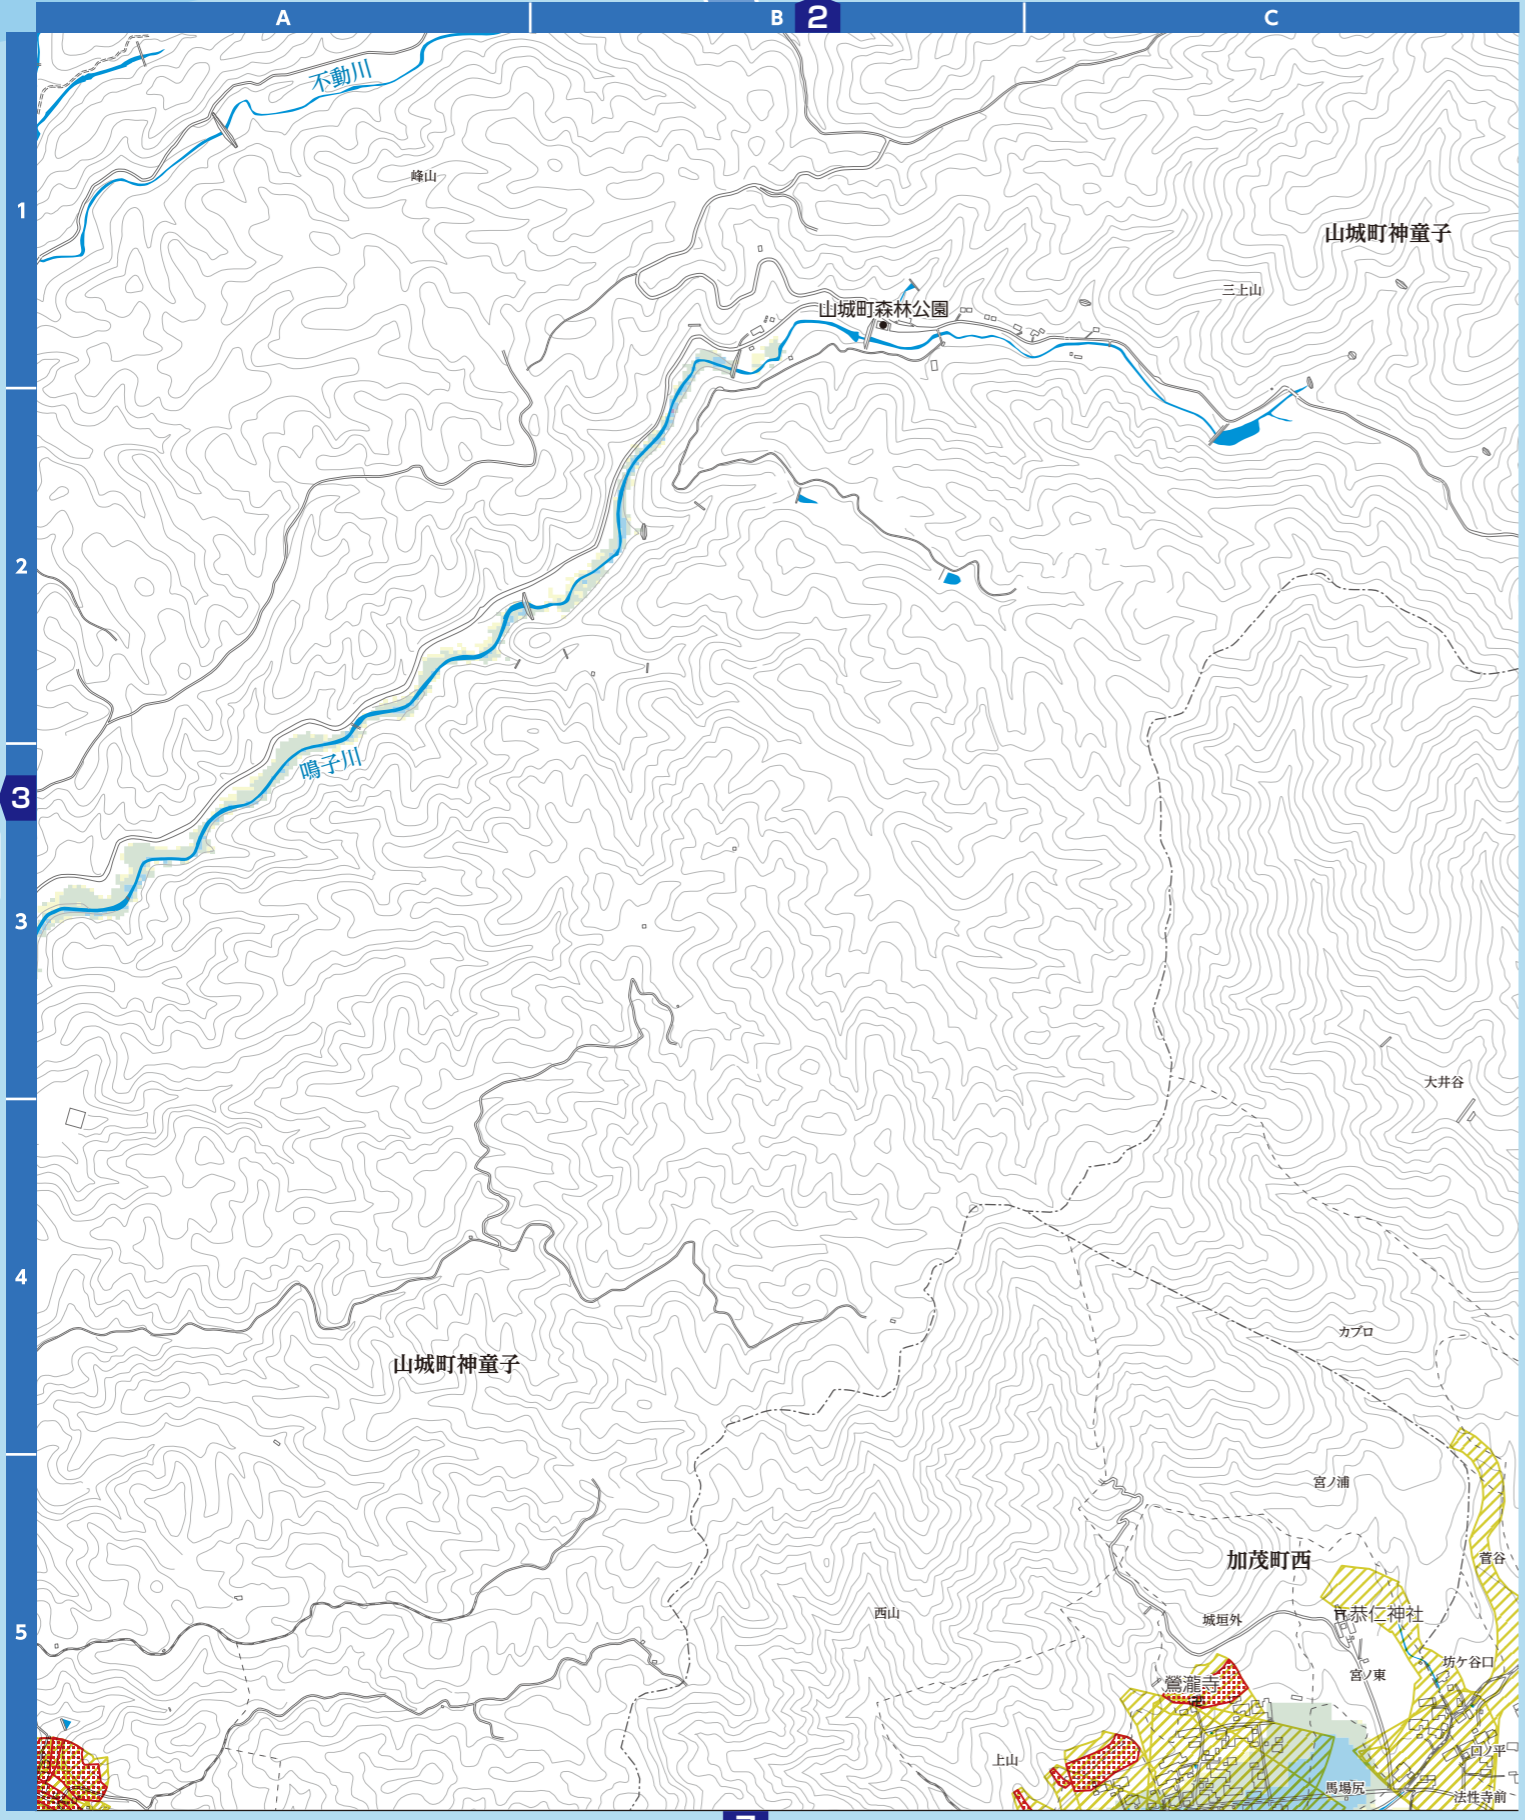 A
B
2
C
不動川
峰山
1
山城町神童子
三上山
山城町森林公園
2
鳴子川
3
3
大井谷
4
カブロ
山城町神童子
宮ノ浦
菅谷
加茂町西
西山
城垣外
恭仁神社
5
坊ケ谷口
宮ノ東
鶯瀧寺
上山
口ノ平
馬場尻
法性寺前